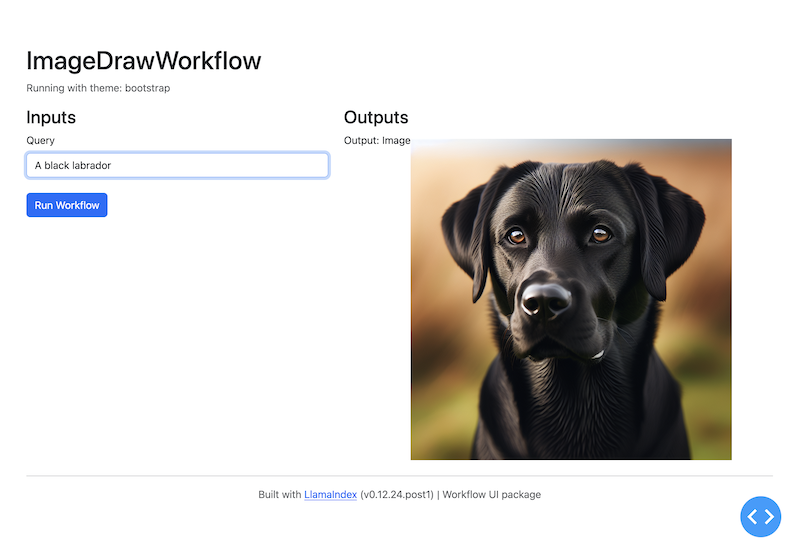 ImageDrawWorkflow
Running with theme: bootstrap
Inputs
Query
A black labrador
Run Workflow
Outputs
Output: Image
Built with LlamaIndex (v0.12.24.post1) | Workflow UI package